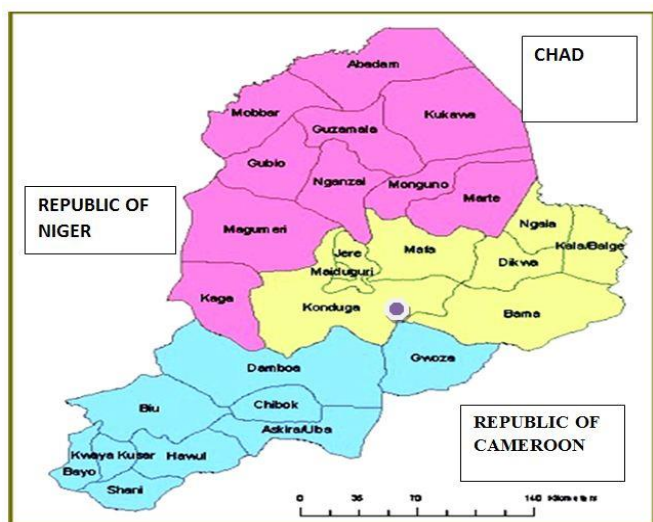 CHAD
Abadam
Mobbar
Kukawa
Guzamala
Gubio
Nganzai
Monguno
Marte
REPUBLIC OF
NIGER
Magumeri
Ngala
Kala/Balge
Jere
Mafa
Dikwa
Maiduguri
Kaga
Konduga
Bama
Gwoza
Damboa
Biu
Chibok
Askira/Uba
REPUBLIC OF
CAMEROON
Kwaya Kusar
Hawul
Bayo
Shani
0 35 70 140 Kilometers